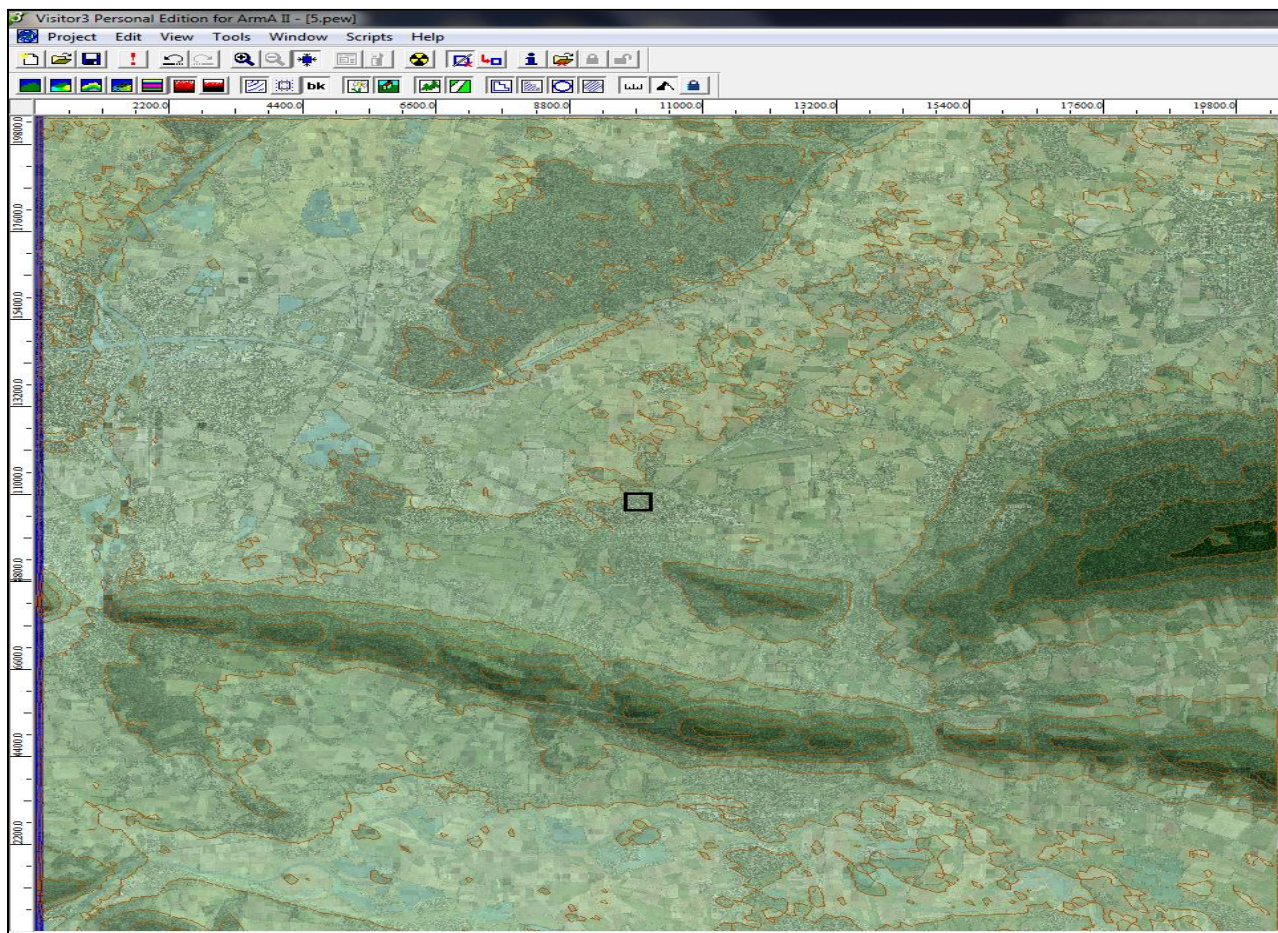 Visitor3 Personal Edition for ArmA II - [5.pew]
Project Edit View Tools Window Scripts Help
bk
2200.0 4400.0 6600.0 8800.0 11000.0 13200.0 15400.0 17600.0 19800.0
19800.0
17600.0
15400.0
13200.0
11000.0
8800.0
6600.0
4400.0
2200.0